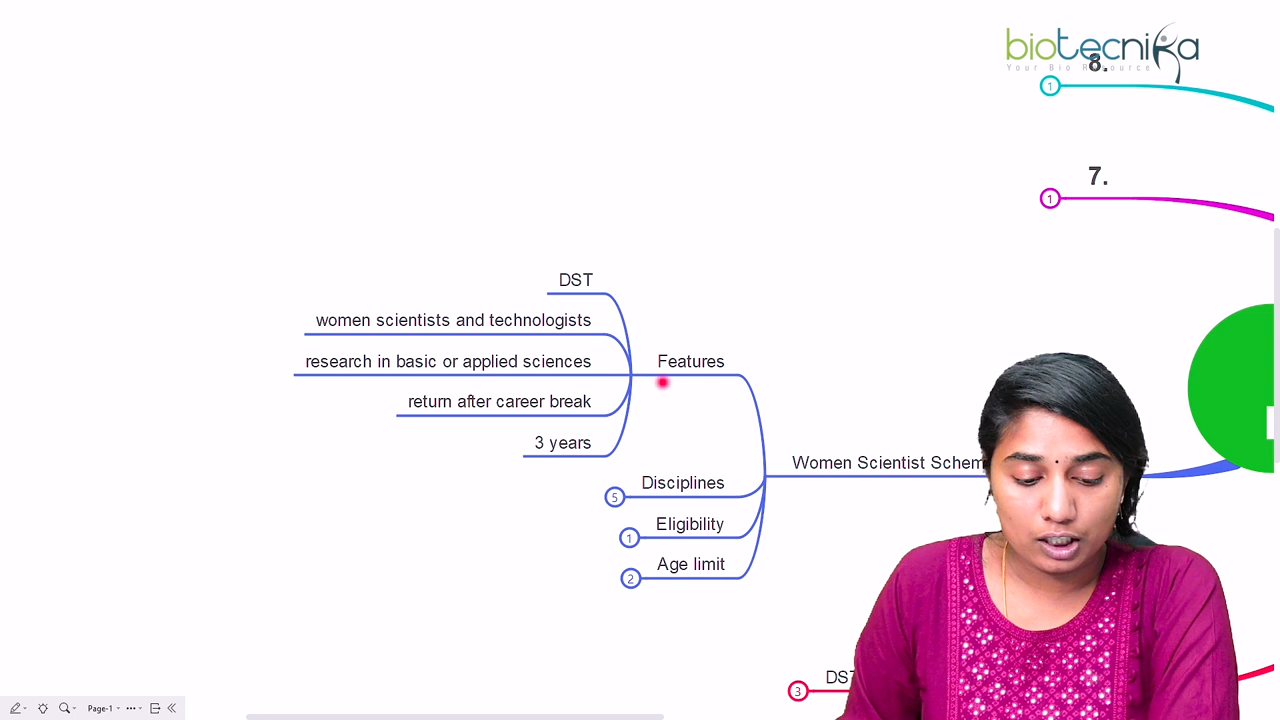 biotecnika
Your Bio Resource
8.
1
7.
1
DST
women scientists and technologists
research in basic or applied sciences
return after career break
3 years
Features
Women Scientist Schem
Disciplines
5
Eligibility
1
Age limit
2
DST
3
Page-1